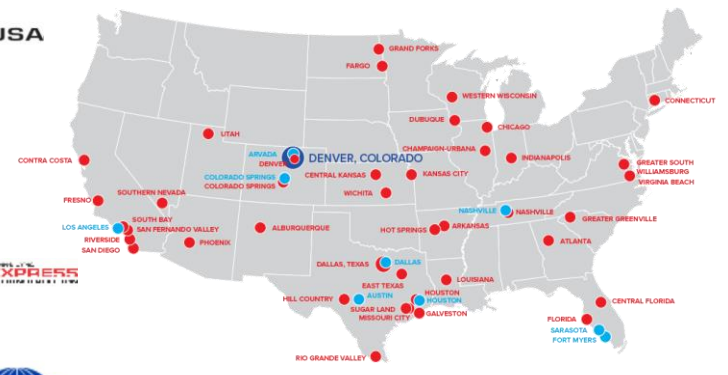 USA
GRAND FORKS
FARGO
WESTERN WISCONSIN
CONNECTICUT
DUBUQUE
CHICAGO
UTAH
ARVADA
DENVER
DENVER, COLORADO
CHAMPAIGN-URBANA
INDIANAPOLIS
CONTRA COSTA
GREATER SOUTH
WILLIAMSBURG
VIRGINIA BEACH
COLORADO SPRINGS
COLORADO SPRINGS
CENTRAL KANSAS
KANSAS CITY
WICHITA
SOUTHERN NEVADA
FRESNO
NASHVILLE
NASHVILLE
GREATER GREENVILLE
LOS ANGELES
SOUTH BAY
SAN FERNANDO VALLEY
RIVERSIDE
SAN DIEGO
PHOENIX
ALBURQUERQUE
HOT SPRINGS
ARKANSAS
ATLANTA
DALLAS, TEXAS
DALLAS
EAST TEXAS
LOUISIANA
XPRESS
HILL COUNTRY
AUSTIN
HOUSTON
HOUSTON
SUGAR LAND
MISSOURI CITY
GALVESTON
CENTRAL FLORIDA
FLORIDA
SARASOTA
FORT MYERS
RIO GRANDE VALLEY